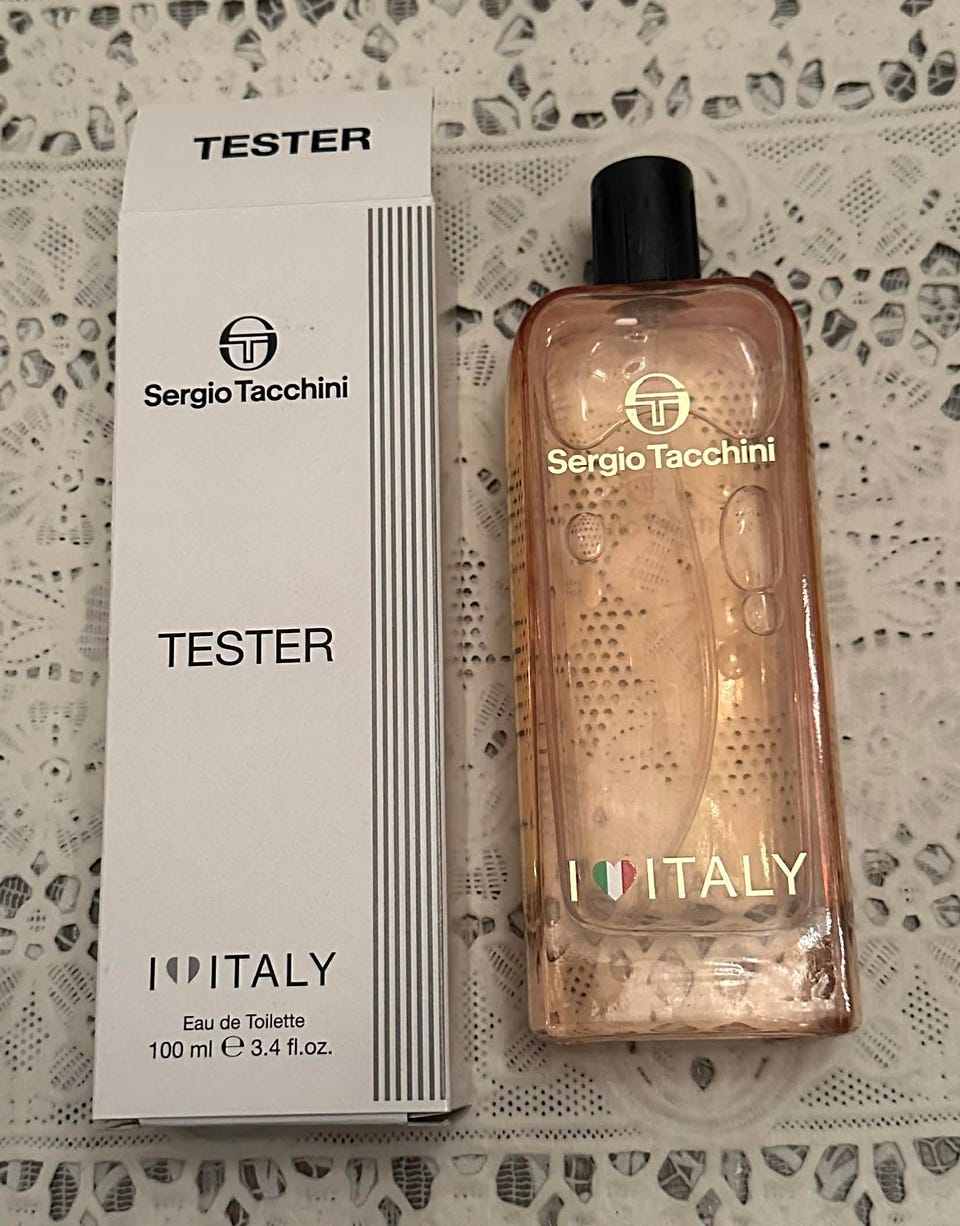 TESTER
Sergio Tacchini
TESTER
I ITALY
Eau de Toilette
100 ml ℮ 3.4 fl.oz.
Sergio Tacchini
I ITALY